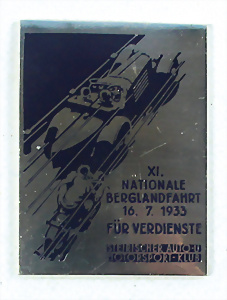 XI.
NATIONALE
BERGLANDFAHRT
16. 7. 1933
FÜR VERDIENSTE
STEIRISCHER AUTO-U
MOTORSPORT-KLUB